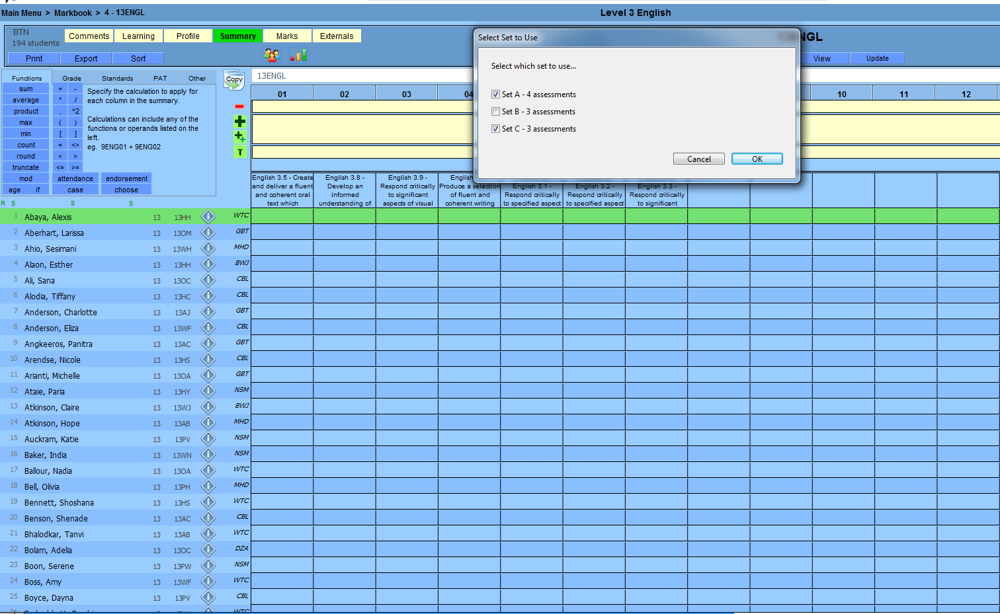 Main Menu > Markbook > 4 - 13ENGL
Level 3 English
BTN
194 students
Comments Learning Profile Summary Marks Externals
Print Export Sort
View Update
Select Set to Use
Select which set to use...
Set A - 4 assessments
Set B - 3 assessments
Set C - 3 assessments
Cancel OK
Functions Grade Standards PAT Other
Copy
13ENGL
sum + -
average * /
product , ^2
max ( )
min [ ]
count = <>
round < >
truncate <= >=
mod attendance endorsement
age if case choose
Specify the calculation to apply for
each column in the summary.
Calculations can include any of the
functions or operands listed on the
left.
eg. 9ENG01 + 9ENG02
T
01 02 03 04 10 11 12
English 3.5 - Create
and deliver a fluent
and coherent oral
text which
English 3.8 -
Develop an
informed
understanding of
English 3.9 -
Respond critically
to significant
aspects of visual
English
Produce a selection
of fluent and
coherent writing
English 3.1 -
Respond critically
to specified aspect
English 3.2 -
Respond critically
to specified aspect
English 3.3 -
Respond critically
to significant
R S S S
1 Abaya, Alexis 13 13HH WTC
2 Aberhart, Larissa 13 13OM GBT
3 Ahio, Sesimani 13 13WH MHD
4 Alaon, Esther 13 13HH BWJ
5 Ali, Sana 13 13OC CBL
6 Alodia, Tiffany 13 13HC CBL
7 Anderson, Charlotte 13 13AJ GBT
8 Anderson, Eliza 13 13WF CBL
9 Angkeeros, Panitra 13 13AC GBT
10 Arendse, Nicole 13 13HS CBL
11 Arianti, Michelle 13 13OA GBT
12 Ataie, Paria 13 13HY NSM
13 Atkinson, Claire 13 13WJ BWJ
14 Atkinson, Hope 13 13AB MHD
15 Auckram, Katie 13 13PV NSM
16 Baker, India 13 13WN NSM
17 Ballour, Nadia 13 13OA WTC
18 Bell, Olivia 13 13PH MHD
19 Bennett, Shoshana 13 13HS WTC
20 Benson, Shenade 13 13AC CBL
21 Bhalodkar, Tanvi 13 13AB WTC
22 Bolam, Adelia 13 13OC DZA
23 Boon, Serene 13 13PW NSM
24 Boss, Amy 13 13WF WTC
25 Boyce, Dayna 13 13PV CBL